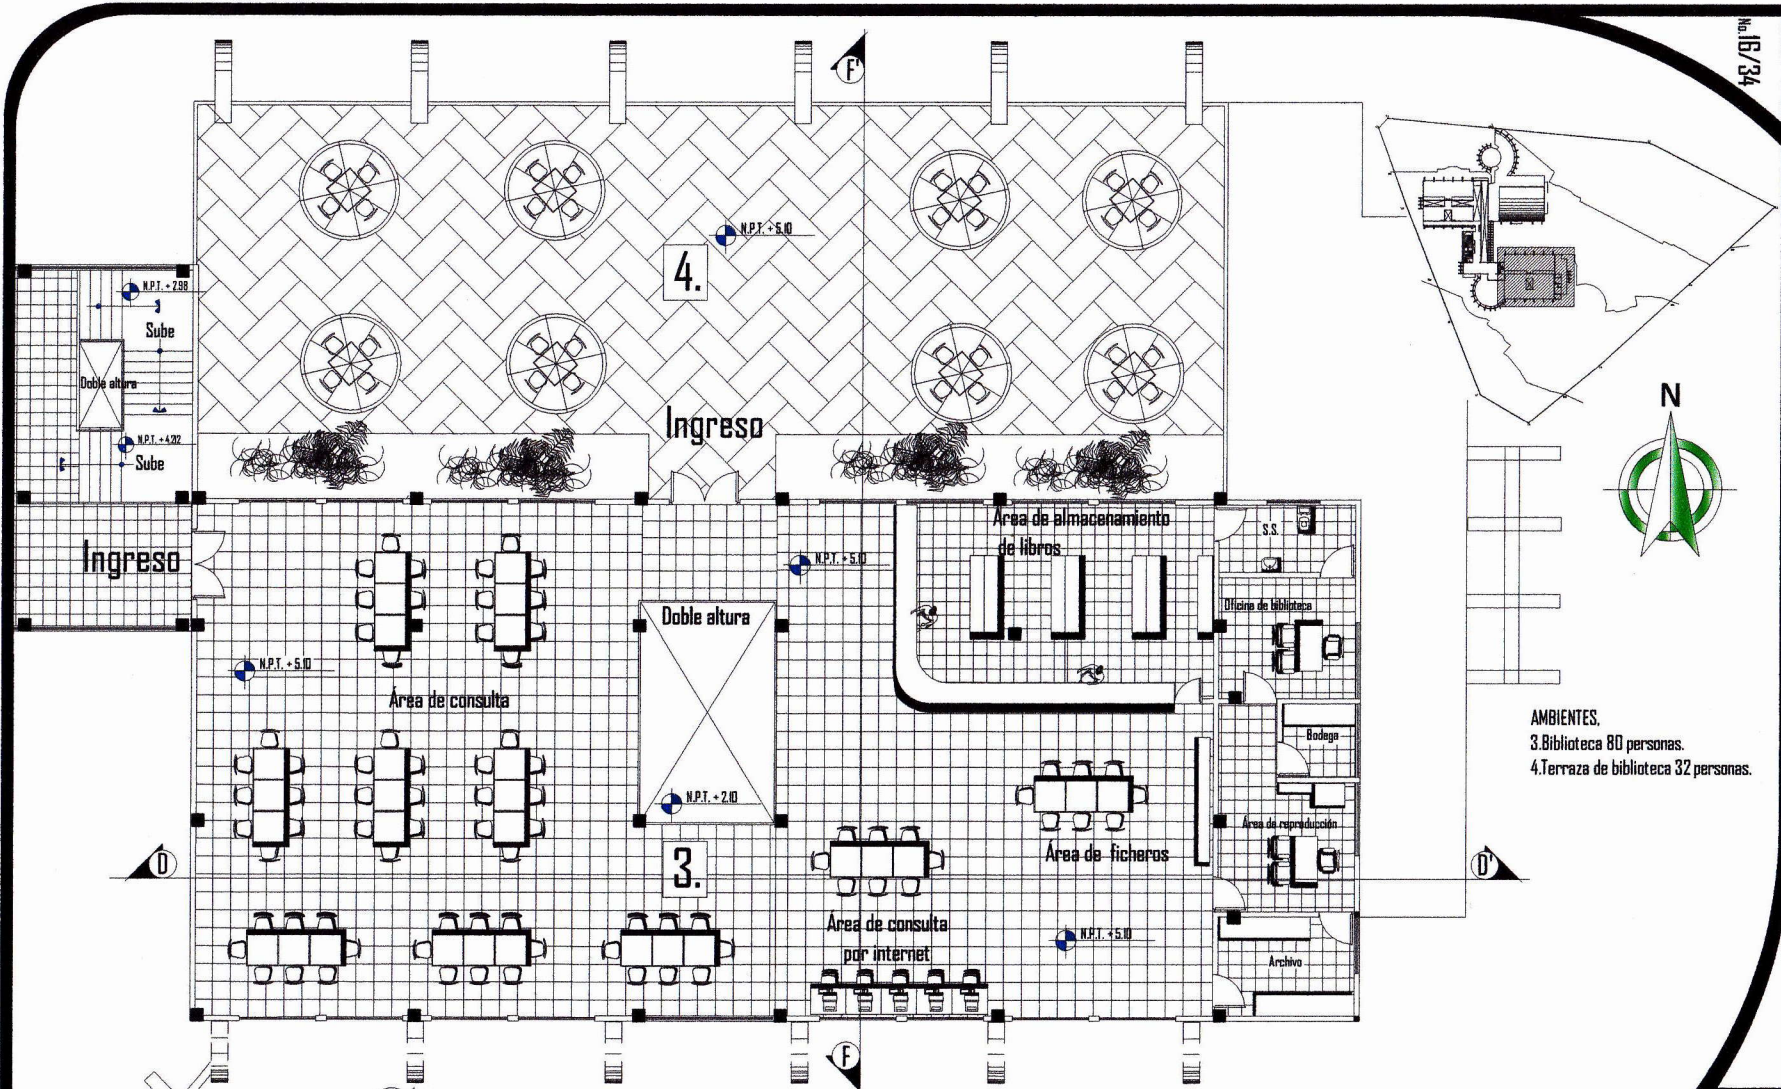 No.16/34
F'
N.P.T. + 5.10
4.
N.P.T. + 2.98
Sube
Doble altura
N.P.T. + 4.202
Sube
Ingreso
Ingreso
N
Área de almacenamiento
de libros
S.S.
N.P.T. + 5.10
Oficina de biblioteca
Doble altura
N.P.T. + 5.10
Área de consulta
Bodega
AMBIENTES.
3.Biblioteca 80 personas.
4.Terraza de biblioteca 32 personas.
N.P.T. + 2.10
Área de reproducción
Área de ficheros
D
3.
D'
Área de consulta
por internet
N.P.T. + 5.10
Archivo
F